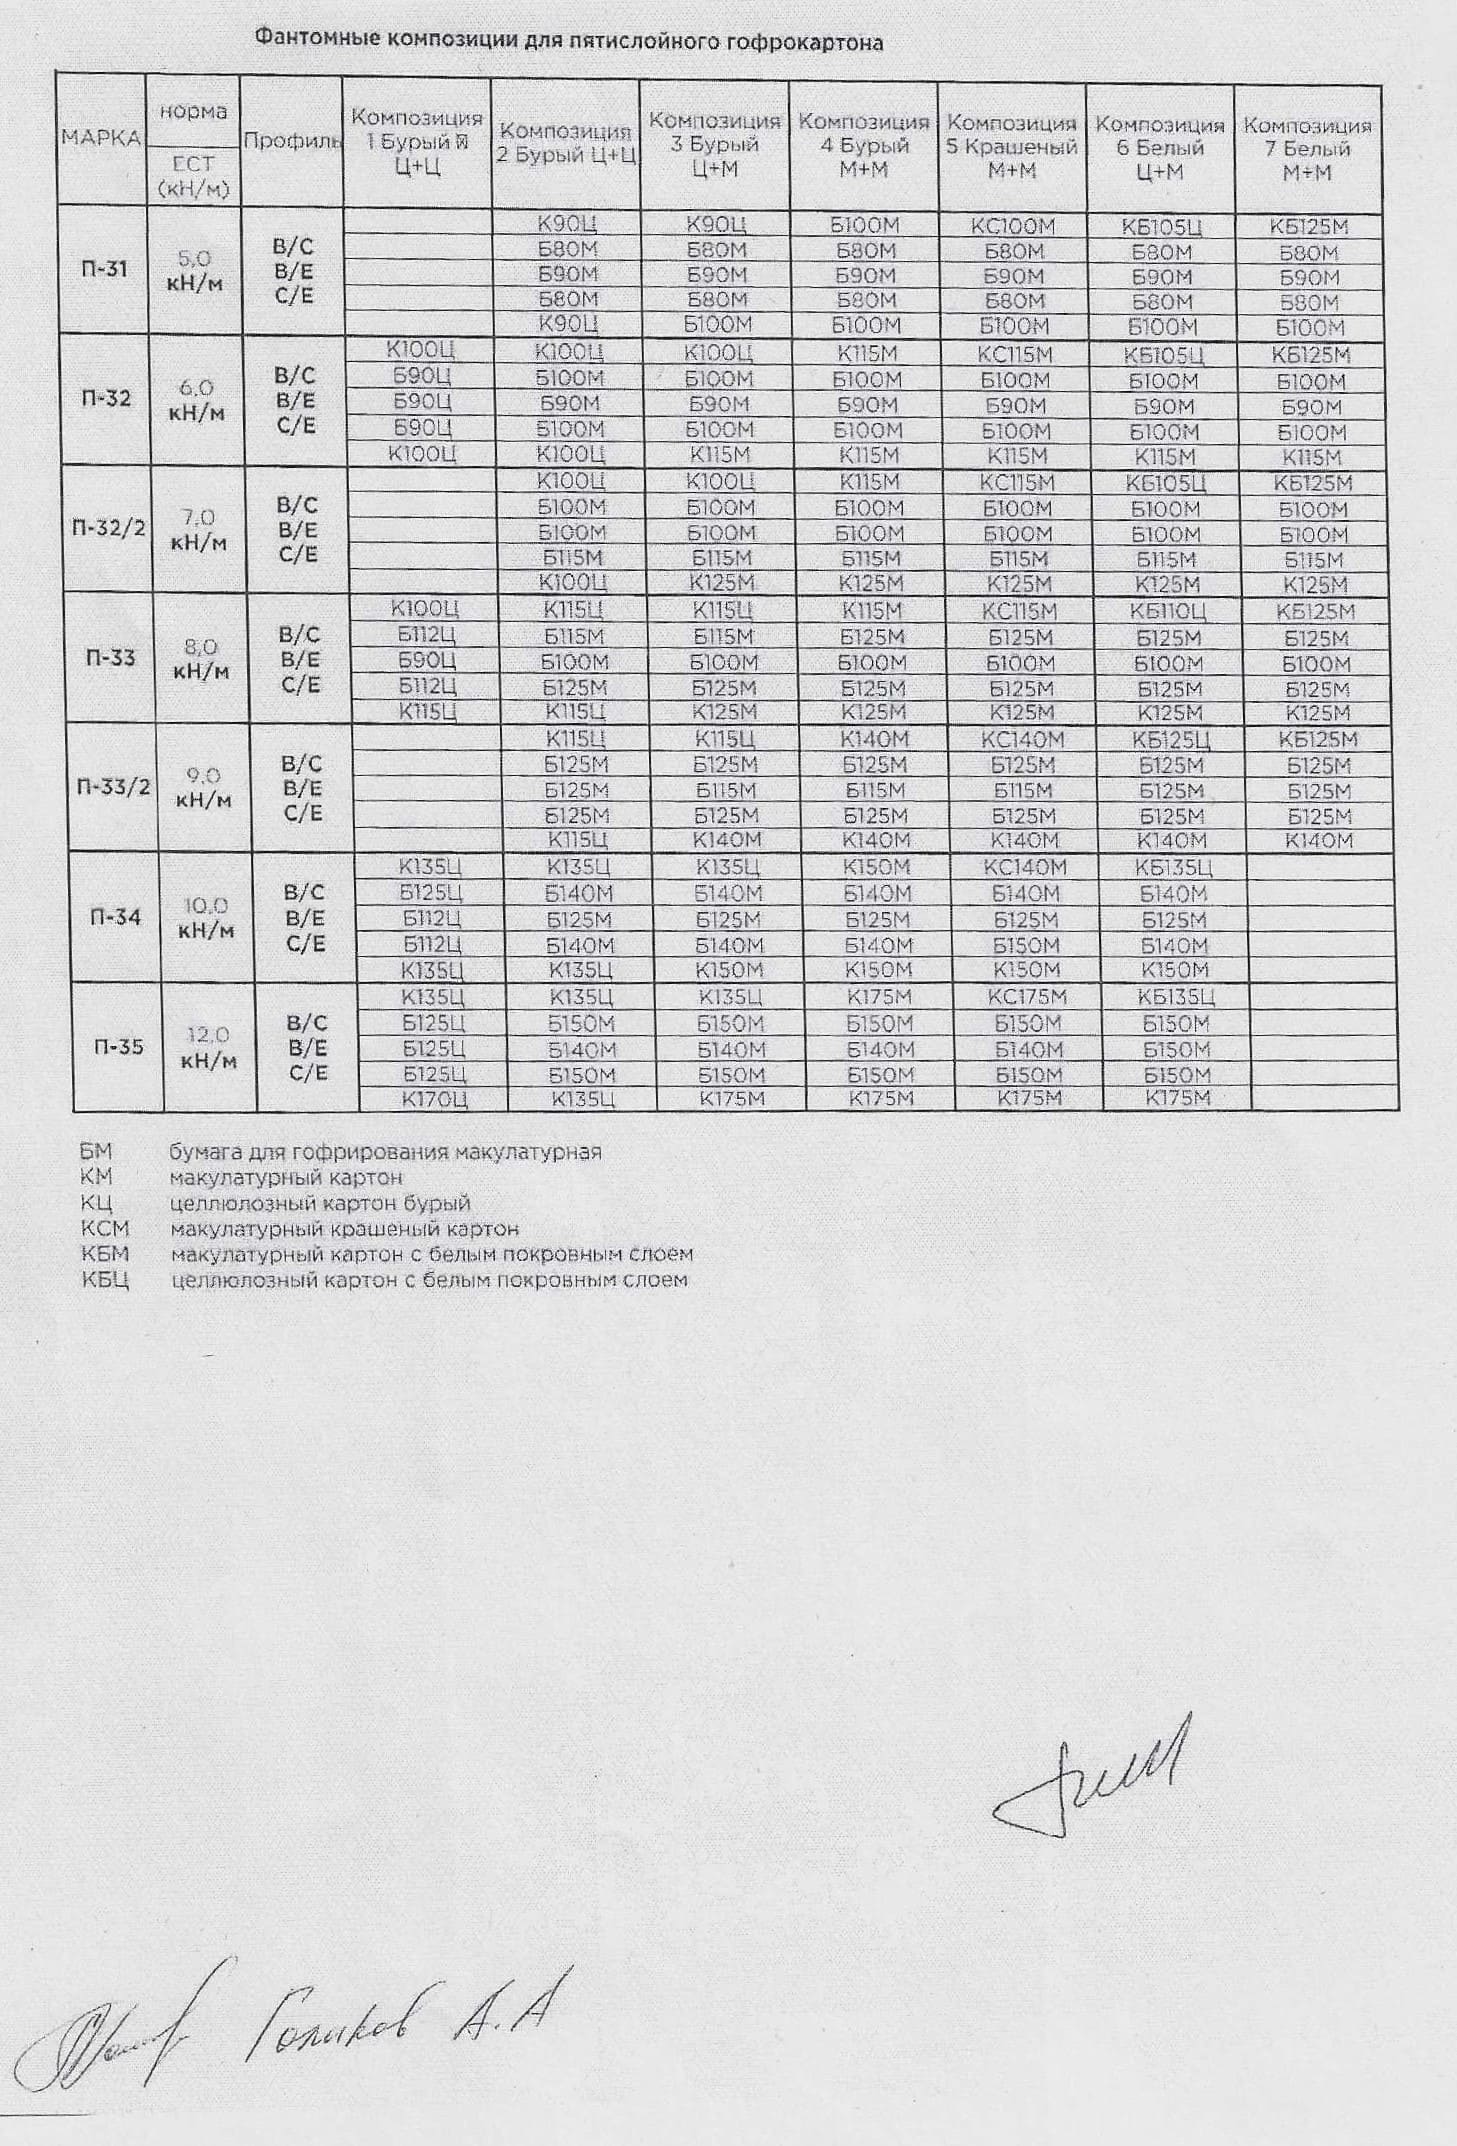 Фантомные композиции для пятислойного гофрокартона
МАРКА норма ЕСТ (кН/м) Профиль Композиция 1 Бурый Ц+Ц Композиция 2 Бурый Ц+Ц Композиция 3 Бурый Ц+М Композиция 4 Бурый М+М Композиция 5 Крашеный М+М Композиция 6 Белый Ц+М Композиция 7 Белый М+М
П-31 5,0 кН/м В/С В/Е С/Е
К90Ц К90Ц Б100М КС100М КБ105Ц КБ125М
Б80М Б80М Б80М Б80М Б80М Б80М
Б90М Б90М Б90М Б90М Б90М Б90М
Б80М Б80М Б80М Б80М Б80М Б80М
К90Ц Б100М Б100М Б100М Б100М Б100М
П-32 6,0 кН/м В/С В/Е С/Е
К100Ц К100Ц К100Ц К115М КС115М КБ105Ц КБ125М
Б90Ц Б100М Б100М Б100М Б100М Б100М Б100М
Б90Ц Б90М Б90М Б90М Б90М Б90М Б90М
Б90Ц Б100М Б100М Б100М Б100М Б100М Б100М
К100Ц К100Ц К115М К115М К115М К115М К115М
П-32/2 7,0 кН/м В/С В/Е С/Е
К100Ц К100Ц К115М КС115М КБ105Ц КБ125М
Б100М Б100М Б100М Б100М Б100М Б100М
Б100М Б100М Б100М Б100М Б100М Б100М
Б115М Б115М Б115М Б115М Б115М Б115М
К100Ц К125М К125М К125М К125М К125М
П-33 8,0 кН/м В/С В/Е С/Е
К100Ц К115Ц К115Ц К115М КС115М КБ110Ц КБ125М
Б112Ц Б115М Б115М Б125М Б125М Б125М Б125М
Б90Ц Б100М Б100М Б100М Б100М Б100М Б100М
Б112Ц Б125М Б125М Б125М Б125М Б125М Б125М
К115Ц К115Ц К125М К125М К125М К125М К125М
П-33/2 9,0 кН/м В/С В/Е С/Е
К115Ц К115Ц К140М КС140М КБ125Ц КБ125М
Б125М Б125М Б125М Б125М Б125М Б125М
Б125М Б115М Б115М Б115М Б125М Б125М
Б125М Б125М Б125М Б125М Б125М Б125М
К115Ц К140М К140М К140М К140М К140М
П-34 10,0 кН/м В/С В/Е С/Е
К135Ц К135Ц К135Ц К150М КС140М КБ135Ц
Б125Ц Б140М Б140М Б140М Б140М Б140М
Б112Ц Б125М Б125М Б125М Б125М Б125М
Б112Ц Б140М Б140М Б140М Б150М Б140М
К135Ц К135Ц К150М К150М К150М К150М
П-35 12,0 кН/м В/С В/Е С/Е
К135Ц К135Ц К135Ц К175М КС175М КБ135Ц
Б125Ц Б150М Б150М Б150М Б150М Б150М
Б125Ц Б140М Б140М Б140М Б140М Б150М
Б125Ц Б150М Б150М Б150М Б150М Б150М
К170Ц К135Ц К175М К175М К175М К175М
БМ бумага для гофрирования макулатурная
КМ макулатурный картон
КЦ целлюлозный картон бурый
КСМ макулатурный крашеный картон
КБМ макулатурный картон с белым покровным слоем
КБЦ целлюлозный картон с белым покровным слоем
Голиков А.А